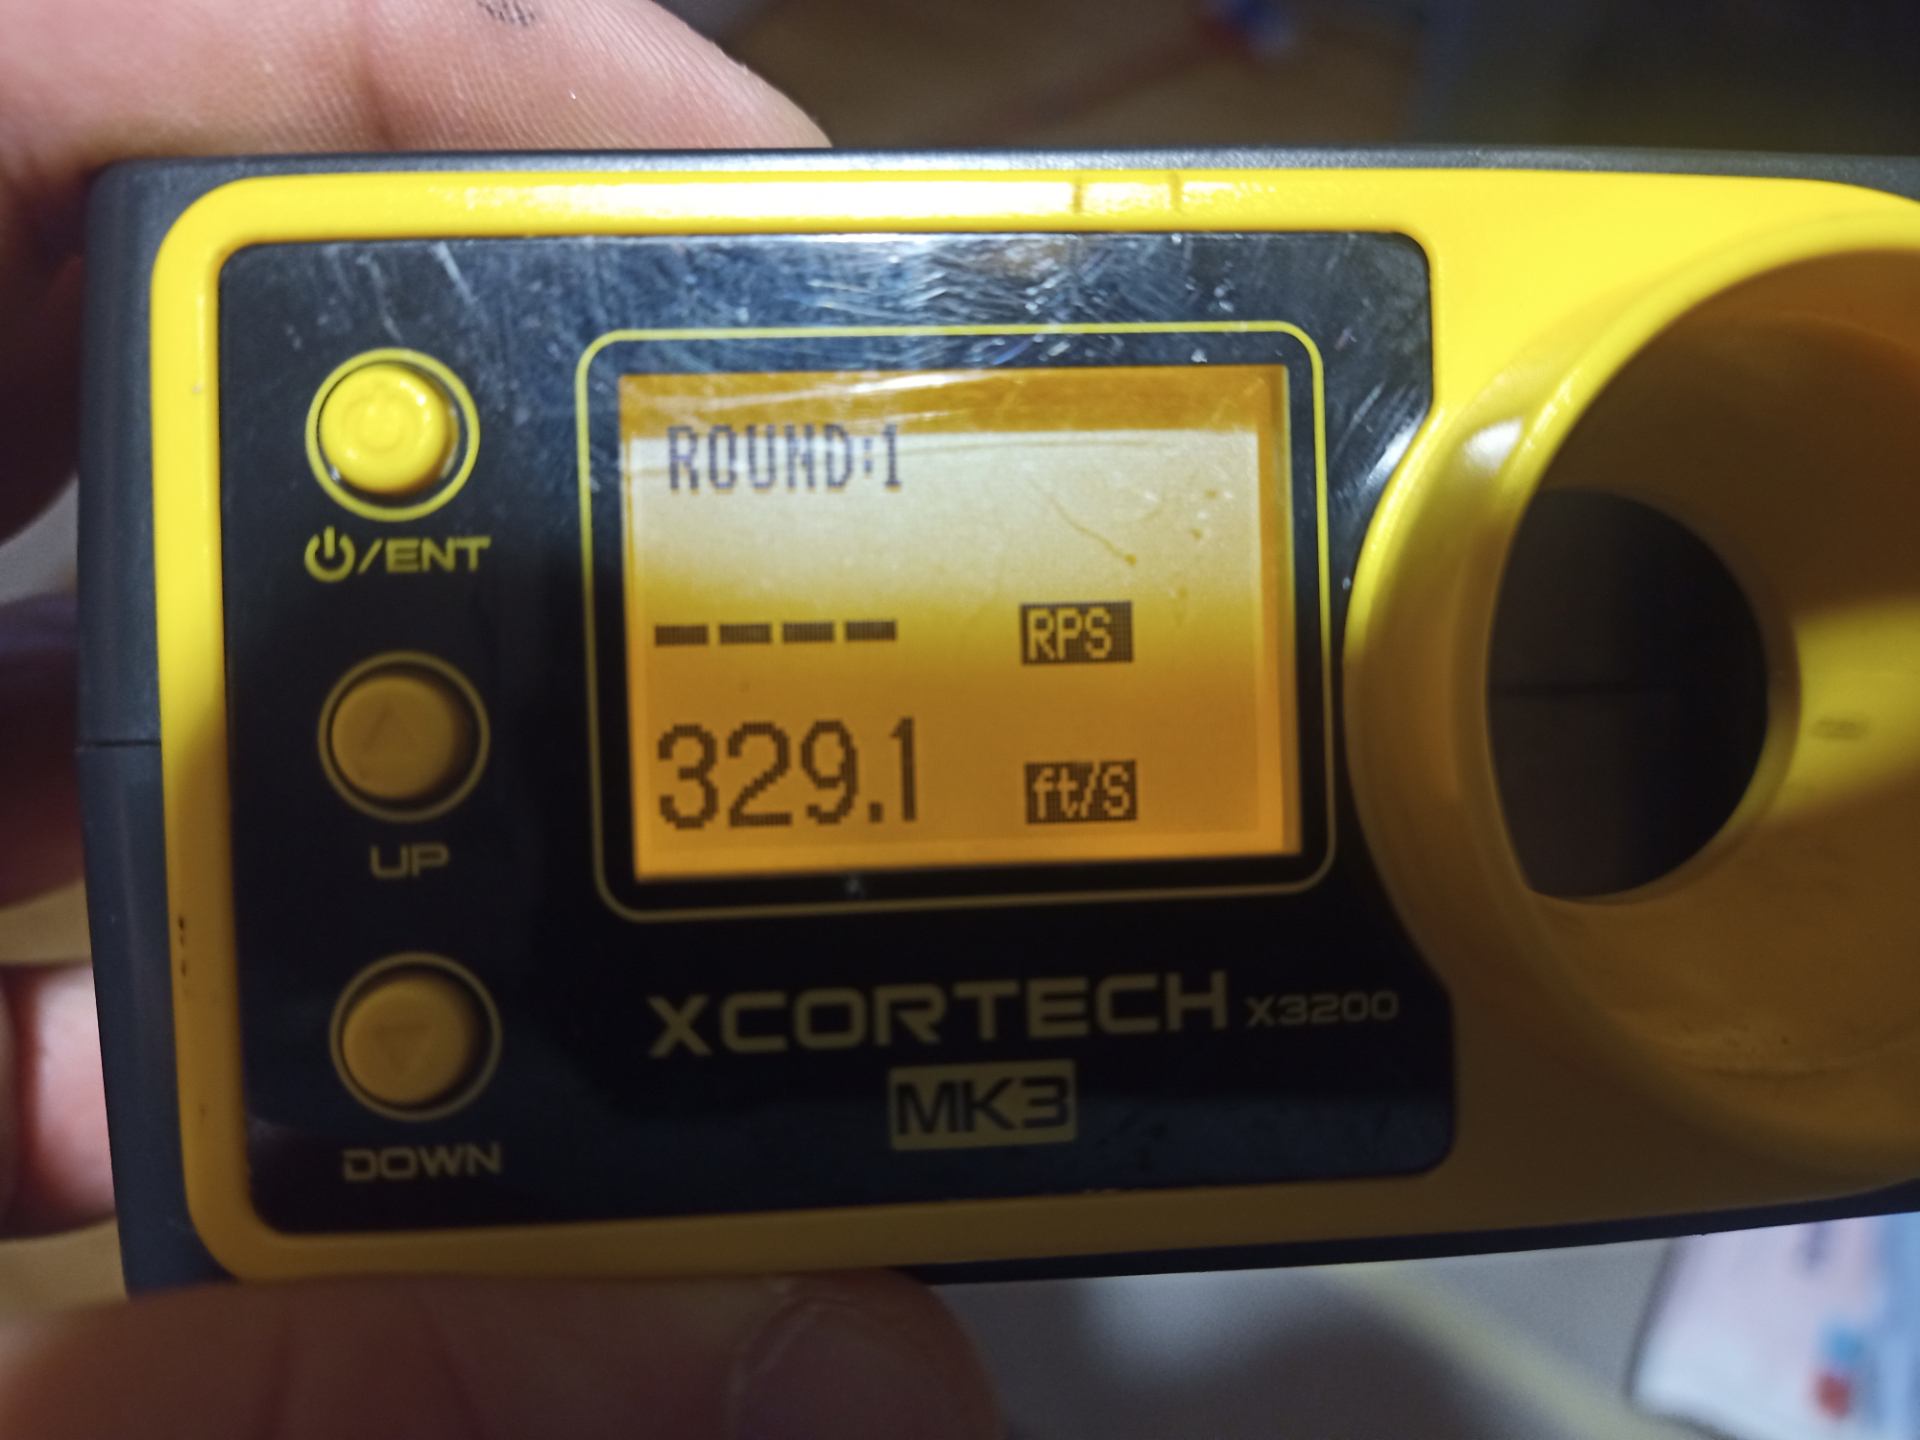 ROUND:1
---- RPS
329.1 ft/S
/ENT
UP
DOWN
XCORTECH X3200
MK3